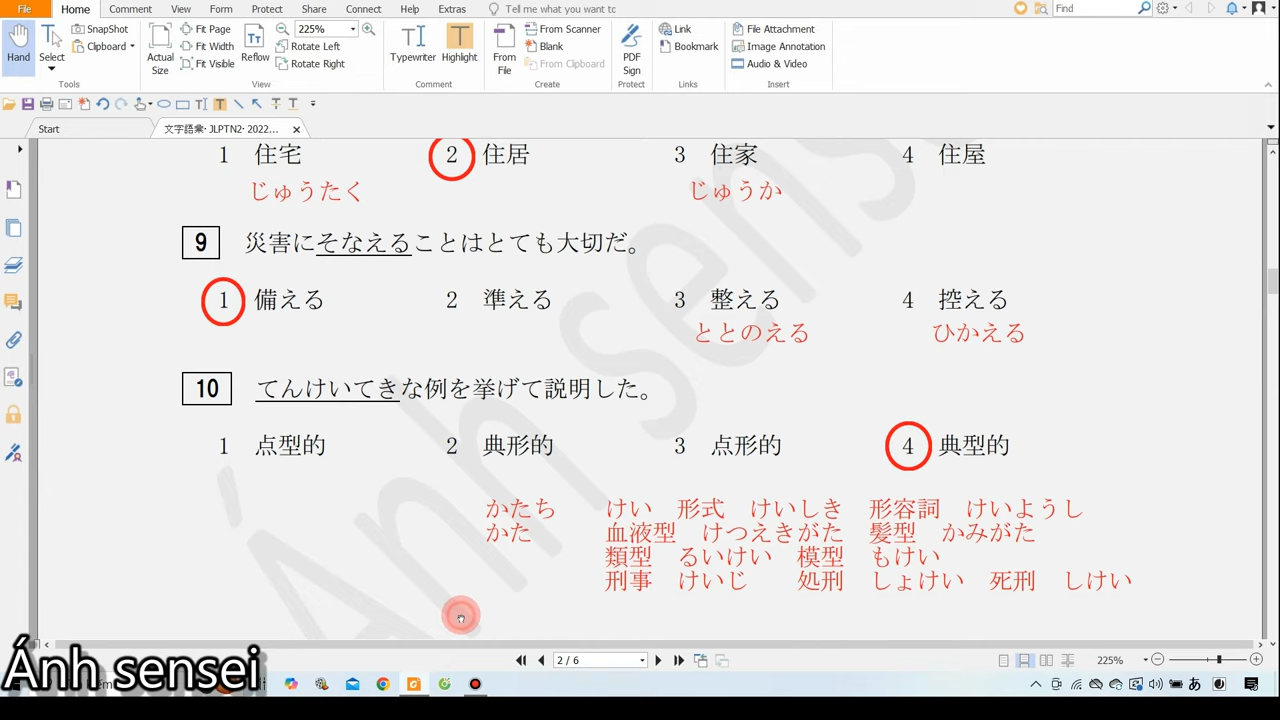 File Home Comment View Form Protect Share Connect Help Extras Tell me what you want to do Find
Hand Select SnapShot Clipboard Actual Size Fit Page Fit Width Fit Visible Reflow 225% Rotate Left Rotate Right Typewriter Highlight From File From Scanner Blank From Clipboard PDF Sign Link Bookmark File Attachment Image Annotation Audio & Video
Tools View Comment Create Protect Links Insert
Start 文字語彙· JLPTN2· 2022...
1 住宅 2 住居 3 住家 4 住屋
じゅうたく じゅうか
9 災害にそなえることはとても大切だ。
1 備える 2 準える 3 整える 4 控える
ととのえる ひかえる
10 てんけいてきな例を挙げて説明した。
1 点型的 2 典形的 3 点形的 4 典型的
かたち けい 形式 けいしき 形容詞 けいようし
かた 血液型 けつえきがた 髪型 かみがた
類型 るいけい 模型 もけい
刑事 けいじ 処刑 しょけい 死刑 しけい
Ánh sensei
2 / 6 225%
Ánh sensei